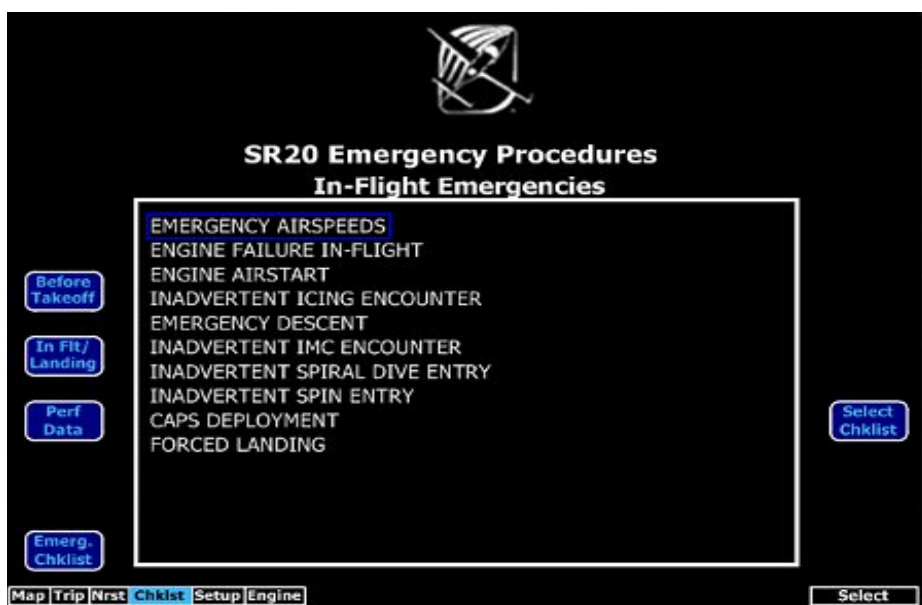 SR20 Emergency Procedures
In-Flight Emergencies
EMERGENCY AIRSPEEDS
ENGINE FAILURE IN-FLIGHT
ENGINE AIRSTART
INADVERTENT ICING ENCOUNTER
EMERGENCY DESCENT
INADVERTENT IMC ENCOUNTER
INADVERTENT SPIRAL DIVE ENTRY
INADVERTENT SPIN ENTRY
CAPS DEPLOYMENT
FORCED LANDING
Before
Takeoff
In Flt/
Landing
Perf
Data
Emerg.
Chklist
Select
Chklist
Map Trip Nrst Chklst Setup Engine
Select